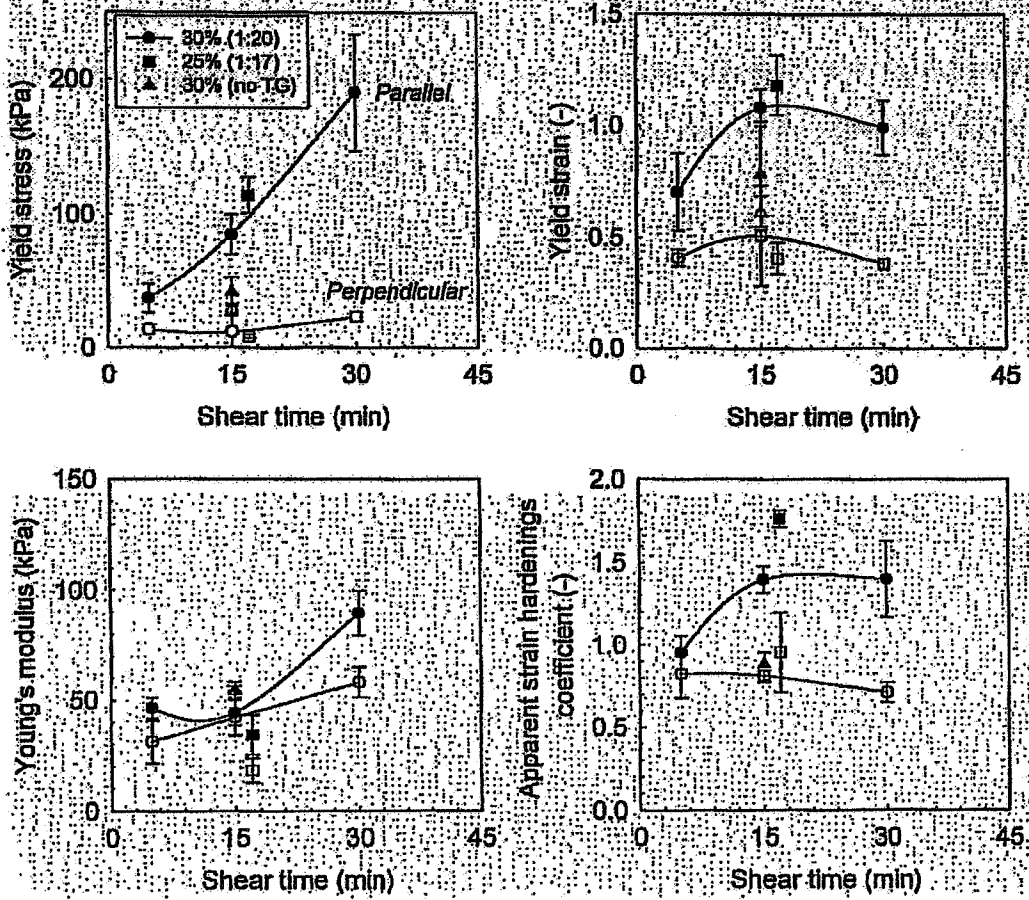 Yield stress (kPa)
200
100
0
30% (1:20)
25% (1:17)
30% (no TG)
Parallel
Perpendicular
0 15 30 45
Shear time (min)
Yield strain (-)
1.5
1.0
0.5
0.0
0 15 30 45
Shear time (min)
Young's modulus (kPa)
150
100
50
0
0 15 30 45
Shear time (min)
Apparent strain hardenings
coefficient (-)
2.0
1.5
1.0
0.5
0.0
0 15 30 45
Shear time (min)